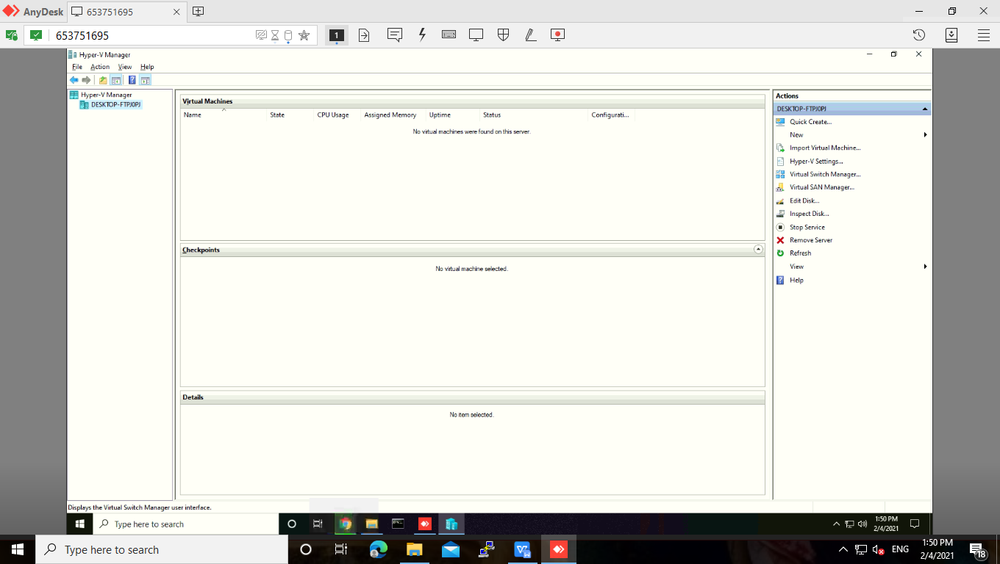 AnyDesk 653751695
653751695 1
Hyper-V Manager
File Action View Help
Hyper-V Manager
DESKTOP-FTPJ0PJ
Virtual Machines
Name State CPU Usage Assigned Memory Uptime Status Configurati...
No virtual machines were found on this server.
Checkpoints
No virtual machine selected.
Details
No item selected.
Actions
DESKTOP-FTPJ0PJ
Quick Create...
New
Import Virtual Machine...
Hyper-V Settings...
Virtual Switch Manager...
Virtual SAN Manager...
Edit Disk...
Inspect Disk...
Stop Service
Remove Server
Refresh
View
Help
Displays the Virtual Switch Manager user interface.
Type here to search
1:50 PM
2/4/2021
Type here to search
ENG
1:50 PM
2/4/2021
18